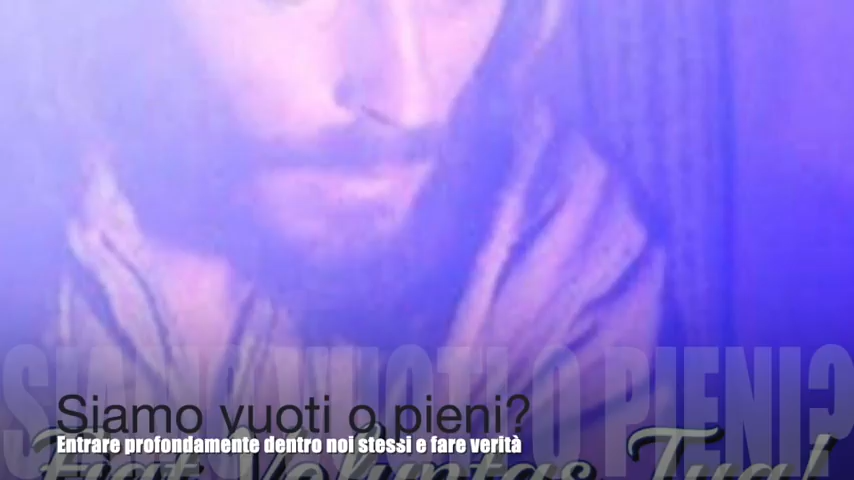 SIAMO VUOTI O PIENI?
Siamo vuoti o pieni?
Entrare profondamente dentro noi stessi e fare verità
Fiat Voluntas Tua!